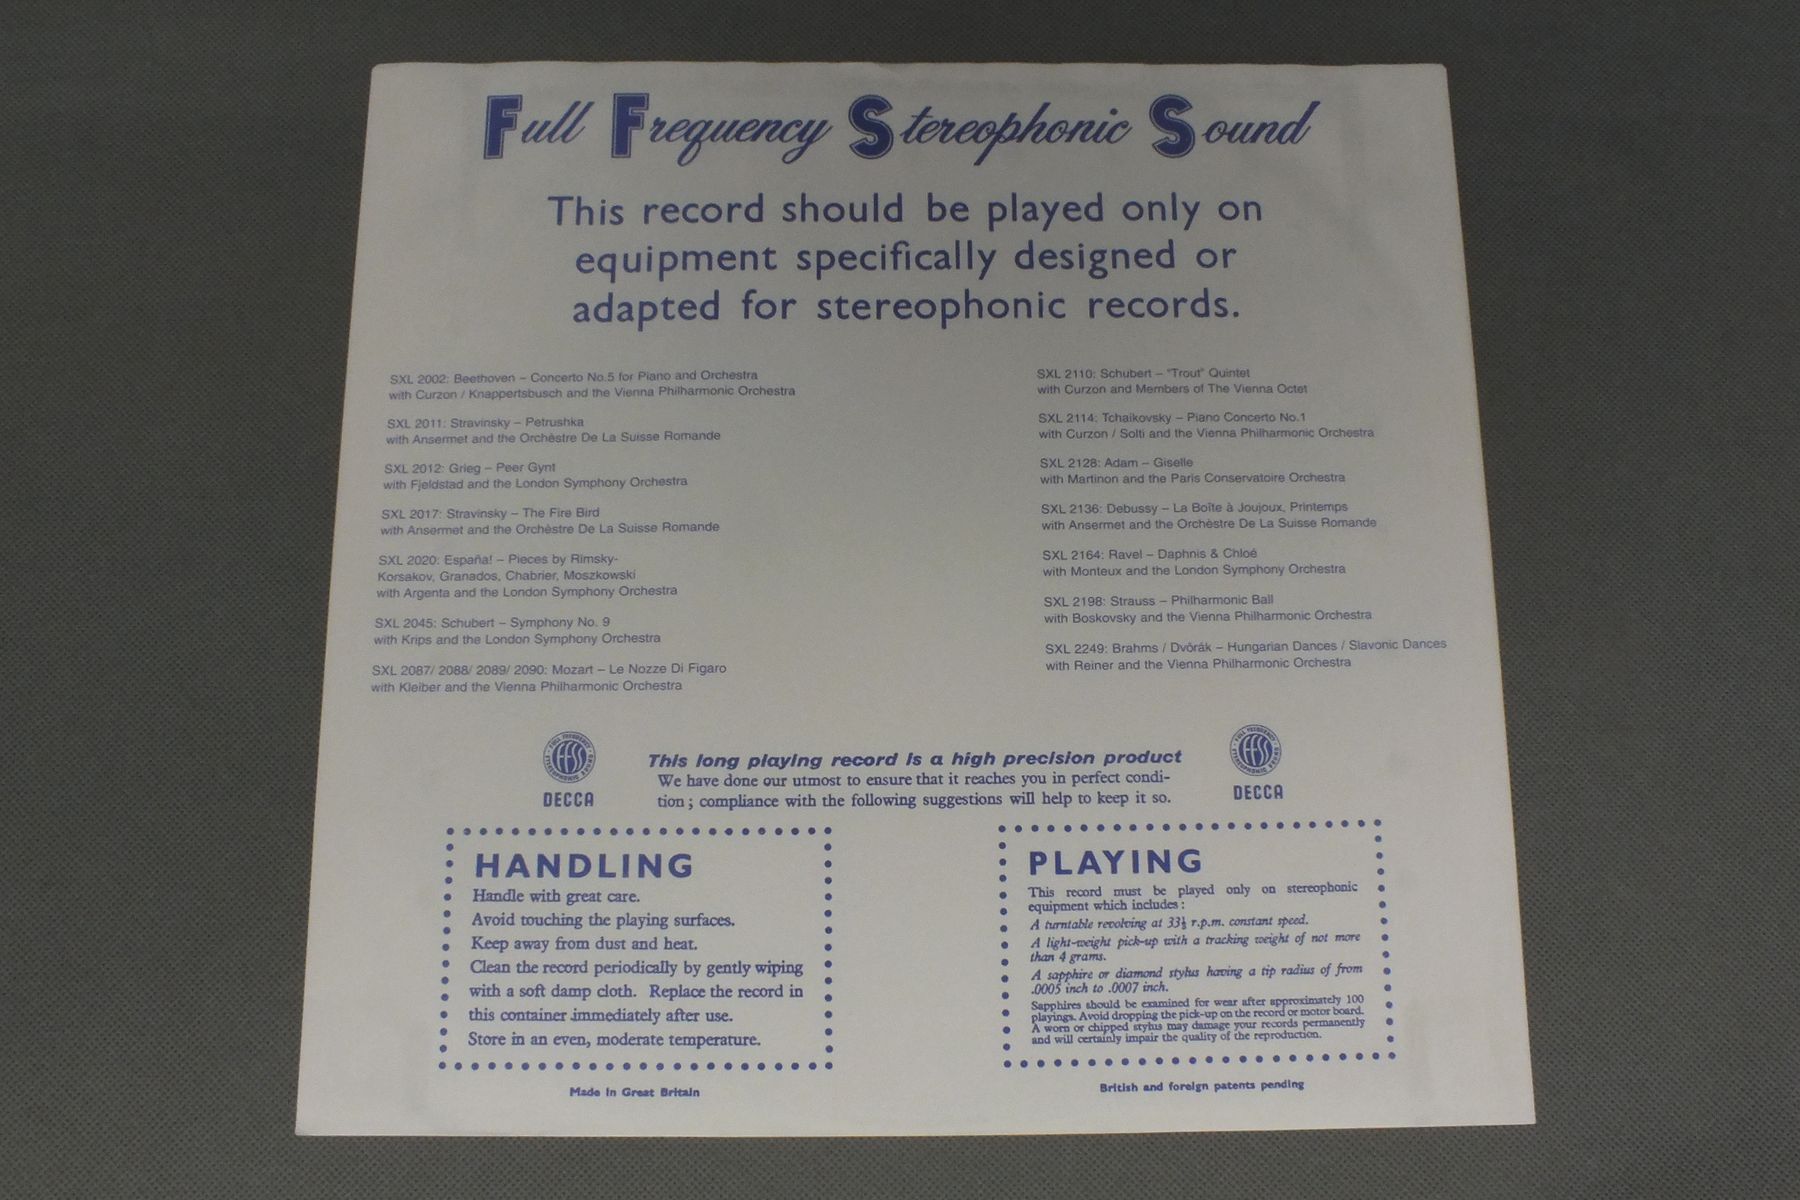 Full Frequency Stereophonic Sound
This record should be played only on
equipment specifically designed or
adapted for stereophonic records.
SXL 2002: Beethoven – Concerto No.5 for Piano and Orchestra
with Curzon / Knappertsbusch and the Vienna Philharmonic Orchestra
SXL 2011: Stravinsky – Petrushka
with Ansermet and the Orchèstre De La Suisse Romande
SXL 2012: Grieg – Peer Gynt
with Fjeldstad and the London Symphony Orchestra
SXL 2017: Stravinsky – The Fire Bird
with Ansermet and the Orchèstre De La Suisse Romande
SXL 2020: España! – Pieces by Rimsky-
Korsakov, Granados, Chabrier, Moszkowski
with Argenta and the London Symphony Orchestra
SXL 2045: Schubert – Symphony No. 9
with Krips and the London Symphony Orchestra
SXL 2087/ 2088/ 2089/ 2090: Mozart – Le Nozze Di Figaro
with Kleiber and the Vienna Philharmonic Orchestra
SXL 2110: Schubert – "Trout" Quintet
with Curzon and Members of The Vienna Octet
SXL 2114: Tchaikovsky – Piano Concerto No.1
with Curzon / Solti and the Vienna Philharmonic Orchestra
SXL 2128: Adam – Giselle
with Martinon and the Paris Conservatoire Orchestra
SXL 2136: Debussy – La Boîte à Joujoux, Printemps
with Ansermet and the Orchèstre De La Suisse Romande
SXL 2164: Ravel – Daphnis & Chloé
with Monteux and the London Symphony Orchestra
SXL 2198: Strauss – Philharmonic Ball
with Boskovsky and the Vienna Philharmonic Orchestra
SXL 2249: Brahms / Dvörák – Hungarian Dances / Slavonic Dances
with Reiner and the Vienna Philharmonic Orchestra
FULL FREQUENCY
FFSS
STEREOPHONIC SOUND
DECCA
This long playing record is a high precision product
We have done our utmost to ensure that it reaches you in perfect condi-
tion ; compliance with the following suggestions will help to keep it so.
FULL FREQUENCY
FFSS
STEREOPHONIC SOUND
DECCA
HANDLING
Handle with great care.
Avoid touching the playing surfaces.
Keep away from dust and heat.
Clean the record periodically by gently wiping
with a soft damp cloth. Replace the record in
this container immediately after use.
Store in an even, moderate temperature.
PLAYING
This record must be played only on stereophonic
equipment which includes :
A turntable revolving at 33⅓ r.p.m. constant speed.
A light-weight pick-up with a tracking weight of not more
than 4 grams.
A sapphire or diamond stylus having a tip radius of from
.0005 inch to .0007 inch.
Sapphires should be examined for wear after approximately 100
playings. Avoid dropping the pick-up on the record or motor board.
A worn or chipped stylus may damage your records permanently
and will certainly impair the quality of the reproduction.
Made in Great Britain
British and foreign patents pending